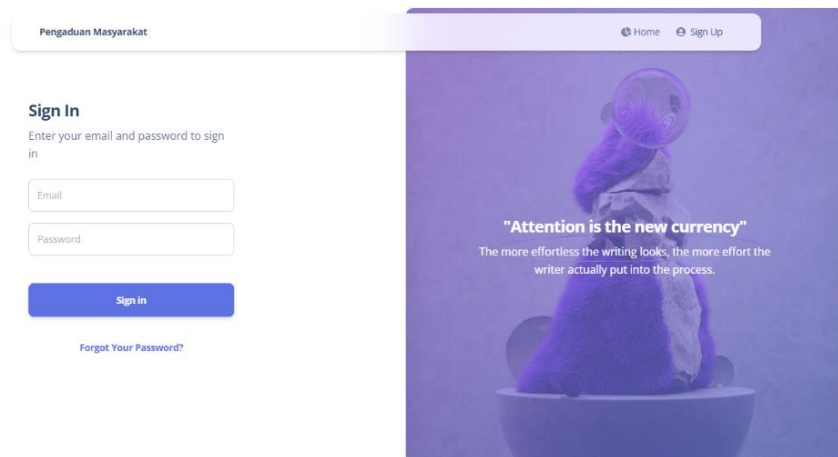 Pengaduan Masyarakat
Home
Sign Up
Sign In
Enter your email and password to sign
in
Email
Password
Sign in
Forgot Your Password?
"Attention is the new currency"
The more effortless the writing looks, the more effort the
writer actually put into the process.